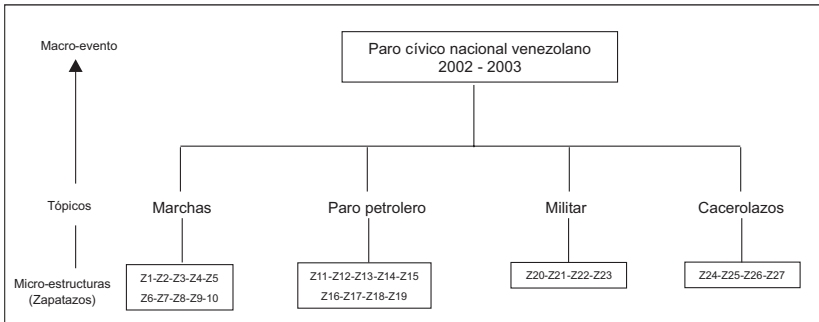 Macro-evento
Paro cívico nacional venezolano
2002 - 2003
Tópicos
Marchas
Paro petrolero
Militar
Cacerolazos
Micro-estructuras
(Zapatazos)
Z1-Z2-Z3-Z4-Z5
Z6-Z7-Z8-Z9-10
Z11-Z12-Z13-Z14-Z15
Z16-Z17-Z18-Z19
Z20-Z21-Z22-Z23
Z24-Z25-Z26-Z27